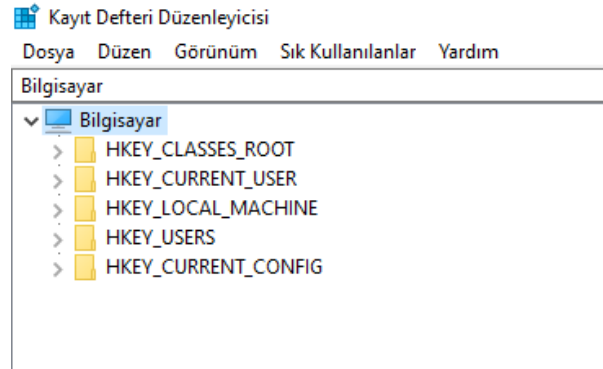 Kayıt Defteri Düzenleyicisi
Dosya Düzen Görünüm Sık Kullanılanlar Yardım
Bilgisayar
Bilgisayar
HKEY_CLASSES_ROOT
HKEY_CURRENT_USER
HKEY_LOCAL_MACHINE
HKEY_USERS
HKEY_CURRENT_CONFIG